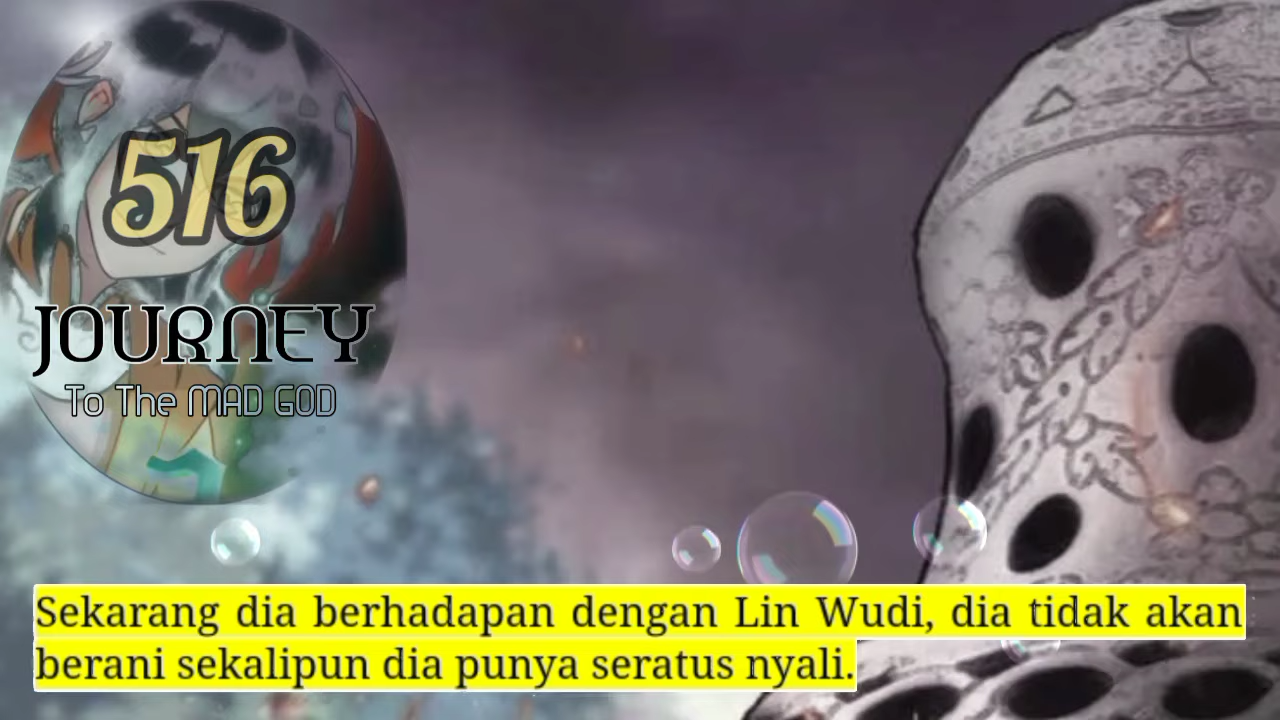 516
JOURNEY
To The MAD GOD
Sekarang dia berhadapan dengan Lin Wudi, dia tidak akan
berani sekalipun dia punya seratus nyali.